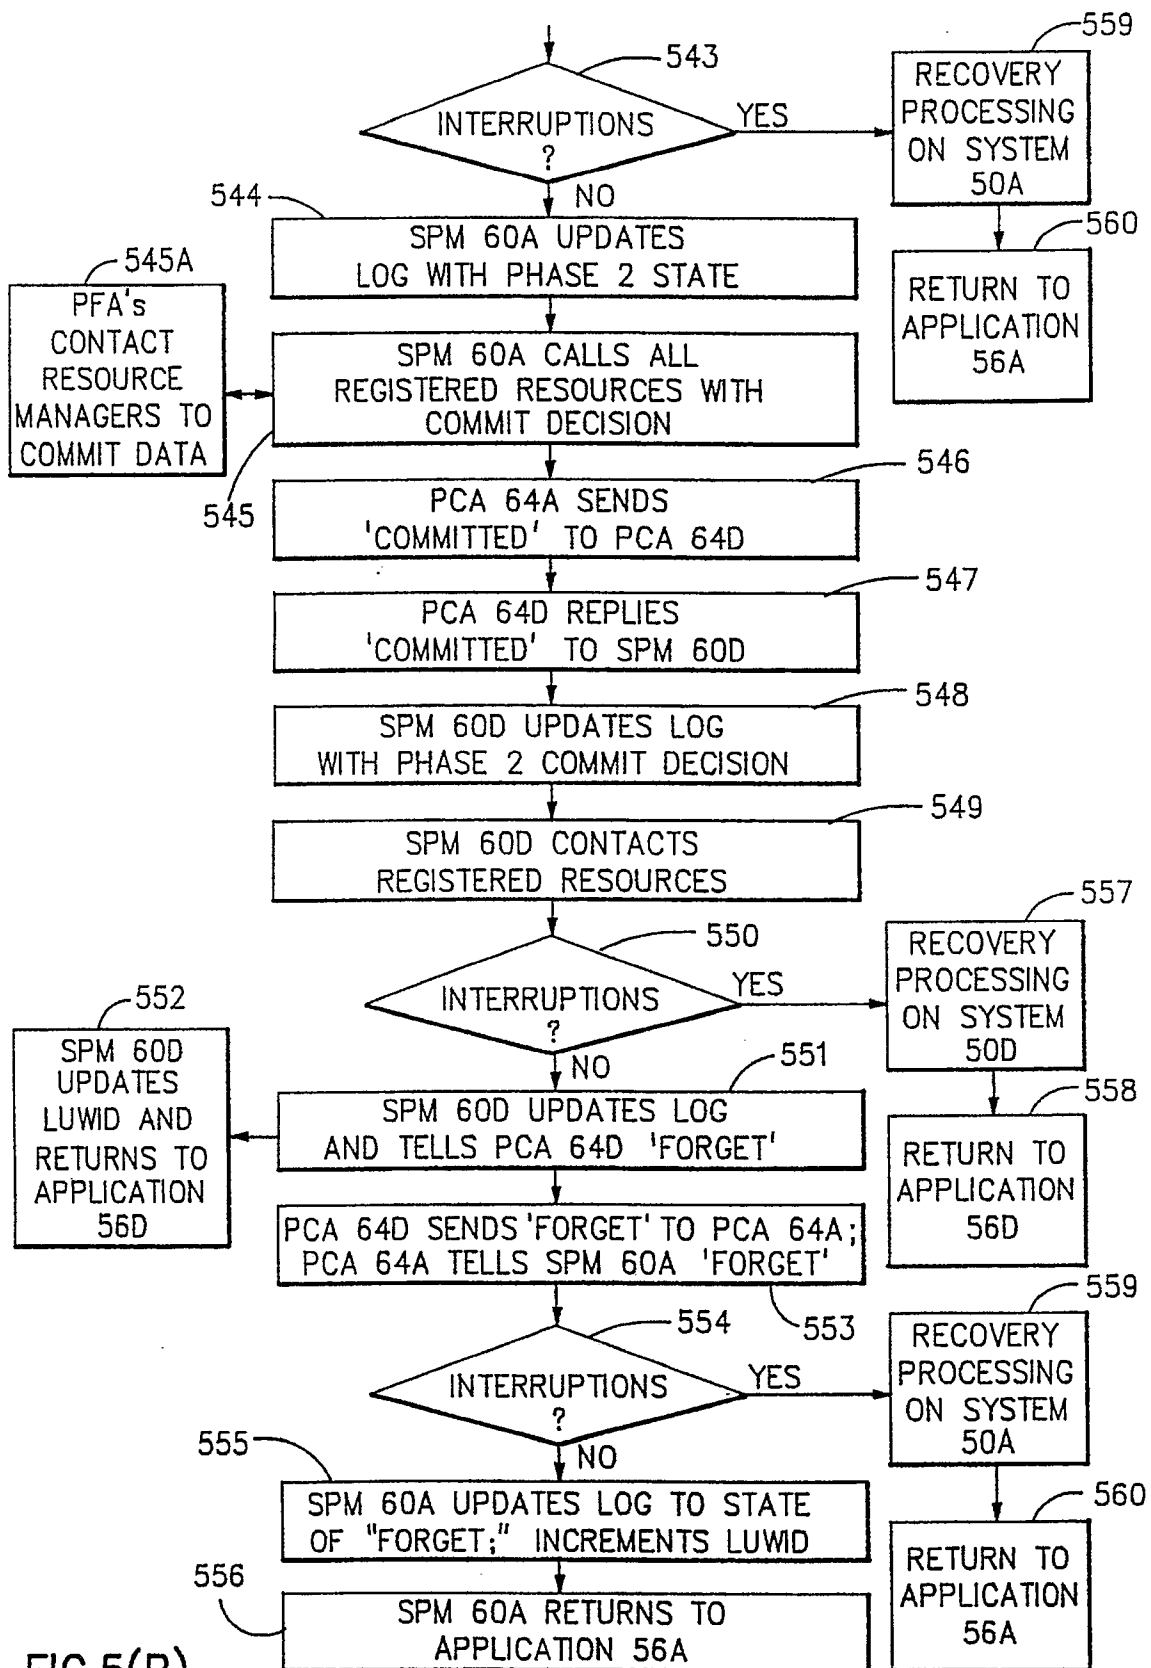 543
INTERRUPTIONS
?
YES
NO
559
RECOVERY
PROCESSING
ON SYSTEM
50A
560
RETURN TO
APPLICATION
56A
544
SPM 60A UPDATES
LOG WITH PHASE 2 STATE
545A
PFA's
CONTACT
RESOURCE
MANAGERS TO
COMMIT DATA
SPM 60A CALLS ALL
REGISTERED RESOURCES WITH
COMMIT DECISION
545
546
PCA 64A SENDS
'COMMITTED' TO PCA 64D
547
PCA 64D REPLIES
'COMMITTED' TO SPM 60D
548
SPM 60D UPDATES LOG
WITH PHASE 2 COMMIT DECISION
549
SPM 60D CONTACTS
REGISTERED RESOURCES
550
INTERRUPTIONS
?
YES
NO
557
RECOVERY
PROCESSING
ON SYSTEM
50D
558
RETURN TO
APPLICATION
56D
551
SPM 60D UPDATES LOG
AND TELLS PCA 64D 'FORGET'
552
SPM 60D
UPDATES
LUWID AND
RETURNS TO
APPLICATION
56D
PCA 64D SENDS 'FORGET' TO PCA 64A;
PCA 64A TELLS SPM 60A 'FORGET'
553
554
INTERRUPTIONS
?
YES
NO
559
RECOVERY
PROCESSING
ON SYSTEM
50A
560
RETURN TO
APPLICATION
56A
555
SPM 60A UPDATES LOG TO STATE
OF "FORGET;" INCREMENTS LUWID
556
SPM 60A RETURNS TO
APPLICATION 56A